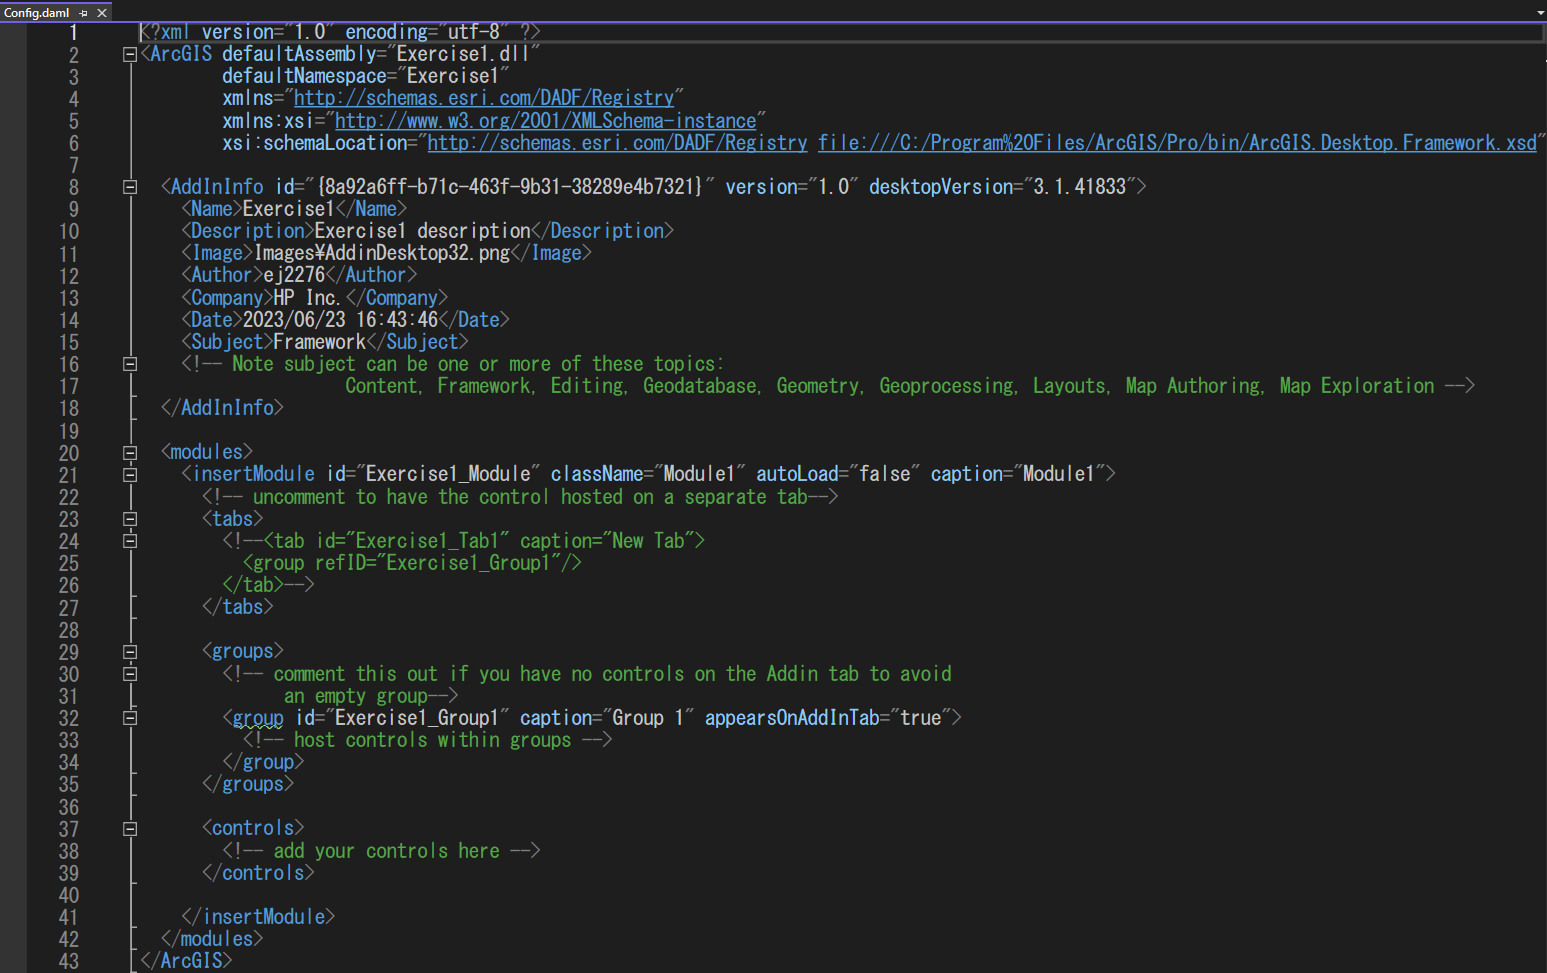 Config.daml
1 <?xml version="1.0" encoding="utf-8" ?>
2 <ArcGIS defaultAssembly="Exercise1.dll"
3 defaultNamespace="Exercise1"
4 xmlns="http://schemas.esri.com/DADF/Registry"
5 xmlns:xsi="http://www.w3.org/2001/XMLSchema-instance"
6 xsi:schemaLocation="http://schemas.esri.com/DADF/Registry file:///C:/Program%20Files/ArcGIS/Pro/bin/ArcGIS.Desktop.Framework.xsd"
7
8 <AddInInfo id="{8a92a6ff-b71c-463f-9b31-38289e4b7321}" version="1.0" desktopVersion="3.1.41833">
9 <Name>Exercise1</Name>
10 <Description>Exercise1 description</Description>
11 <Image>Images¥AddinDesktop32.png</Image>
12 <Author>ej2276</Author>
13 <Company>HP Inc.</Company>
14 <Date>2023/06/23 16:43:46</Date>
15 <Subject>Framework</Subject>
16 <!-- Note subject can be one or more of these topics:
17 Content, Framework, Editing, Geodatabase, Geometry, Geoprocessing, Layouts, Map Authoring, Map Exploration -->
18 </AddInInfo>
19
20 <modules>
21 <insertModule id="Exercise1_Module" className="Module1" autoLoad="false" caption="Module1">
22 <!-- uncomment to have the control hosted on a separate tab-->
23 <tabs>
24 <!--<tab id="Exercise1_Tab1" caption="New Tab">
25 <group refID="Exercise1_Group1"/>
26 </tab>-->
27 </tabs>
28
29 <groups>
30 <!-- comment this out if you have no controls on the Addin tab to avoid
31 an empty group-->
32 <group id="Exercise1_Group1" caption="Group 1" appearsOnAddInTab="true">
33 <!-- host controls within groups -->
34 </group>
35 </groups>
36
37 <controls>
38 <!-- add your controls here -->
39 </controls>
40
41 </insertModule>
42 </modules>
43 </ArcGIS>